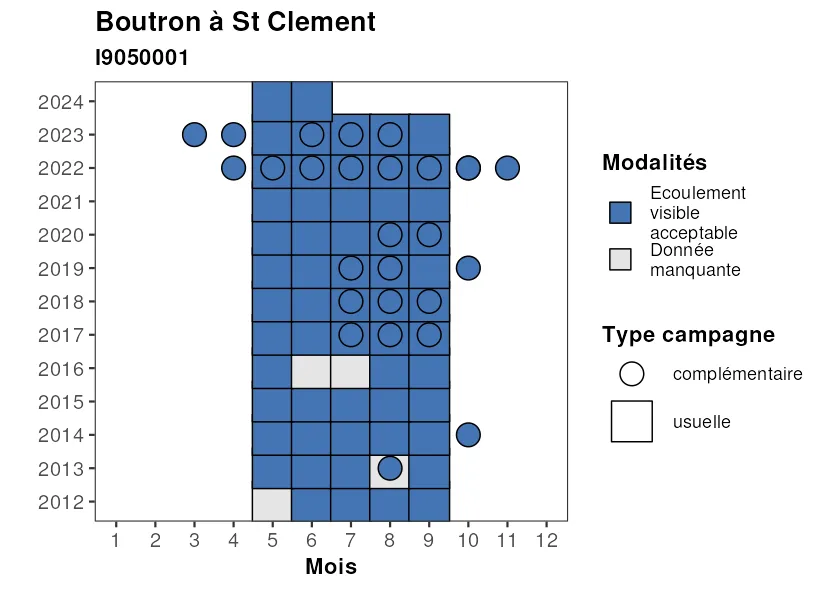 Boutron à St Clement
I9050001
2024
2023
2022
2021
2020
2019
2018
2017
2016
2015
2014
2013
2012
1 2 3 4 5 6 7 8 9 10 11 12
Mois
Modalités
Ecoulement
visible
acceptable
Donnée
manquante
Type campagne
complémentaire
usuelle